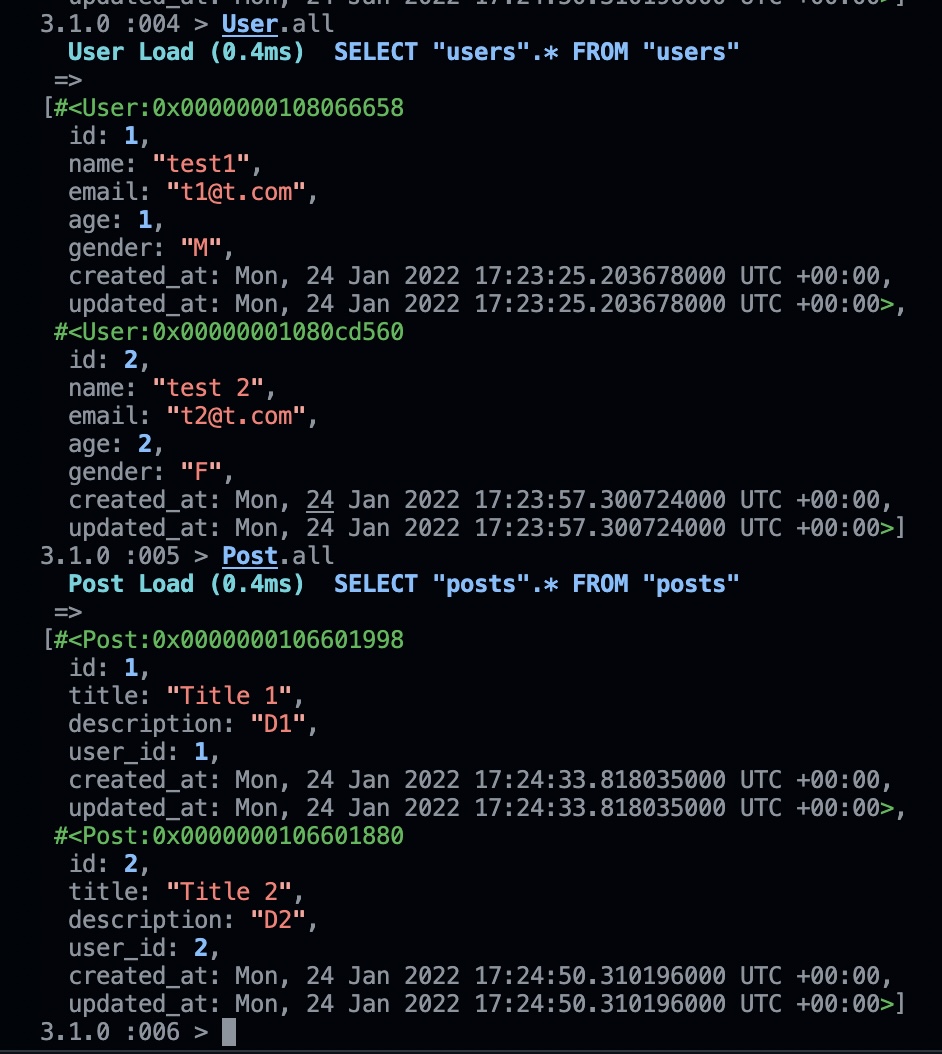 updated_at: Mon, 24 Jan 2022 17:24:50.310196000 UTC +00:00>]
3.1.0 :004 > User.all
  User Load (0.4ms)  SELECT "users".* FROM "users"
 =>
[#<User:0x0000000108066658
  id: 1,
  name: "test1",
  email: "t1@t.com",
  age: 1,
  gender: "M",
  created_at: Mon, 24 Jan 2022 17:23:25.203678000 UTC +00:00,
  updated_at: Mon, 24 Jan 2022 17:23:25.203678000 UTC +00:00>,
 #<User:0x00000001080cd560
  id: 2,
  name: "test 2",
  email: "t2@t.com",
  age: 2,
  gender: "F",
  created_at: Mon, 24 Jan 2022 17:23:57.300724000 UTC +00:00,
  updated_at: Mon, 24 Jan 2022 17:23:57.300724000 UTC +00:00>]
3.1.0 :005 > Post.all
  Post Load (0.4ms)  SELECT "posts".* FROM "posts"
 =>
[#<Post:0x0000000106601998
  id: 1,
  title: "Title 1",
  description: "D1",
  user_id: 1,
  created_at: Mon, 24 Jan 2022 17:24:33.818035000 UTC +00:00,
  updated_at: Mon, 24 Jan 2022 17:24:33.818035000 UTC +00:00>,
 #<Post:0x0000000106601880
  id: 2,
  title: "Title 2",
  description: "D2",
  user_id: 2,
  created_at: Mon, 24 Jan 2022 17:24:50.310196000 UTC +00:00,
  updated_at: Mon, 24 Jan 2022 17:24:50.310196000 UTC +00:00>]
3.1.0 :006 >